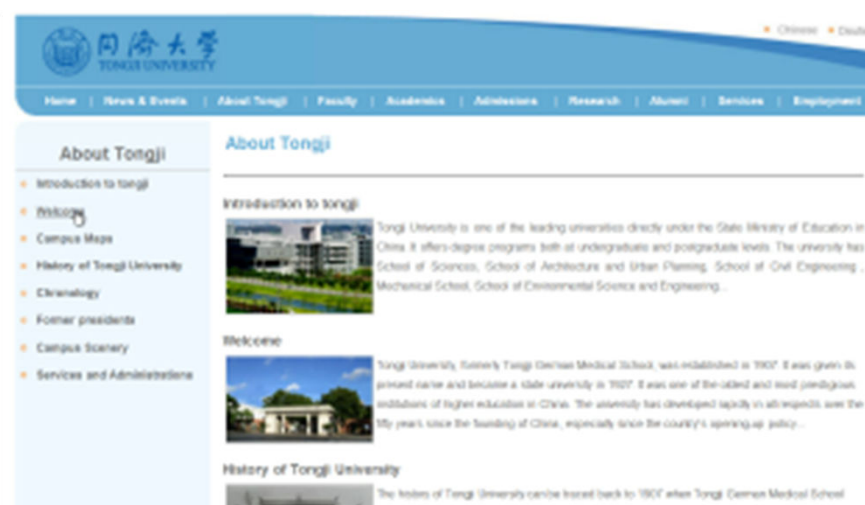 同濟大学
TONGJI UNIVERSITY
Chinese
Home | News & Events | About Tongji | Faculty | Academics | Admissions | Research | Alumni | Services | Employment
About Tongji
Introduction to tongji
Welcome
Campus Maps
History of Tongji University
Chronology
Former presidents
Campus Scenery
Services and Administrations
About Tongji
Introduction to tongji
Tongji University is one of the leading universities directly under the State Ministry of Education in
China. It offers degree programs both at undergraduate and postgraduate levels. The university has
School of Sciences, School of Architecture and Urban Planning, School of Civil Engineering,
Mechanical School, School of Environmental Science and Engineering...
Welcome
Tongji University, formerly Tongji German Medical School, was established in 1907. It was given its
present name and became a state university in 1927. It was one of the oldest and most prestigious
institutions of higher education in China. The university has developed rapidly in all respects over the
fifty years since the founding of China, especially since the country's opening-up policy...
History of Tongji University
The history of Tongji University can be traced back to 1907 when Tongji German Medical School